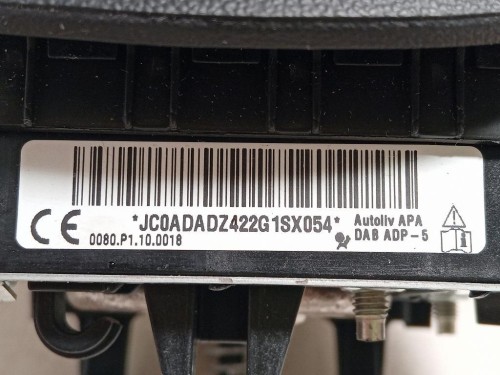 *JC0ADADZ422G1SX054*
Autoliv APA
CE
0080.P1.10.0018
DAB ADP-5